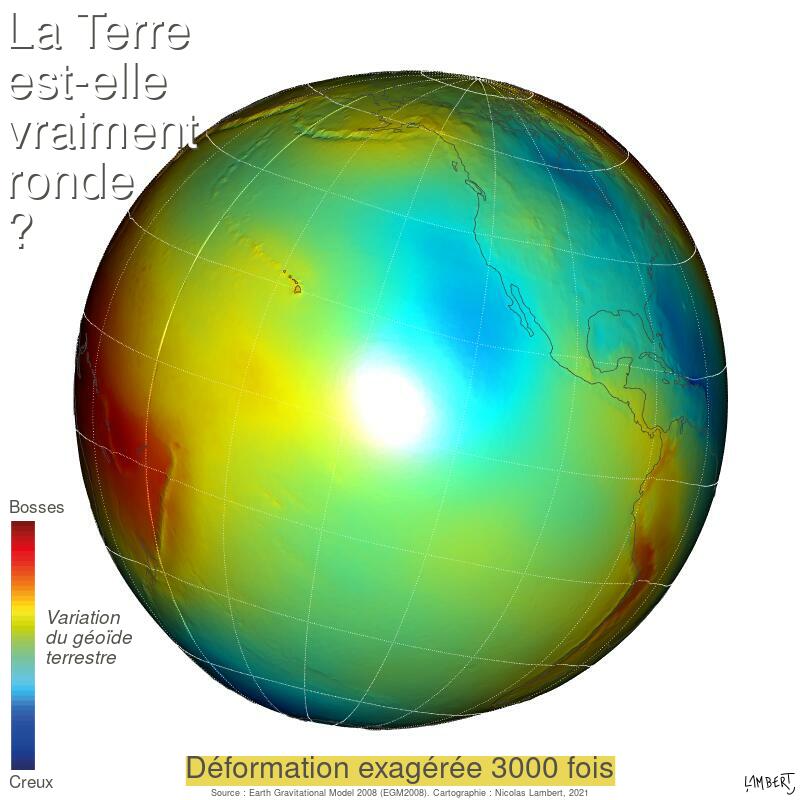 La Terre
est-elle
vraiment
ronde
?
Bosses
Variation
du géoïde
terrestre
Creux
Déformation exagérée 3000 fois
Source : Earth Gravitational Model 2008 (EGM2008). Cartographie : Nicolas Lambert, 2021
LAMBERT